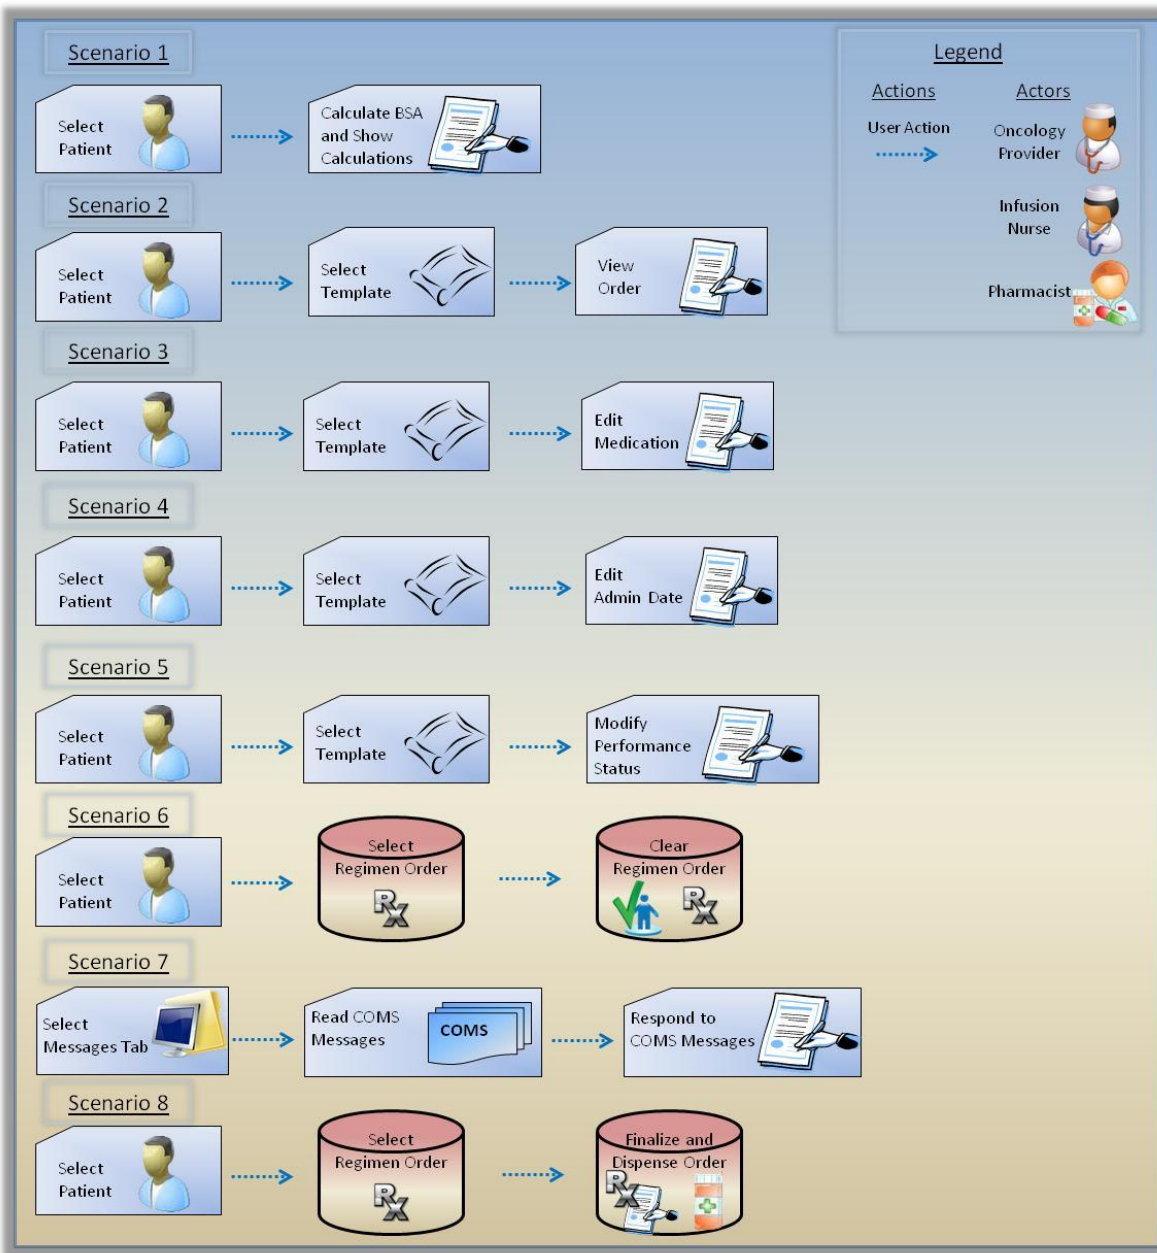 Scenario 1
Select
Patient
Calculate BSA
and Show
Calculations
Legend
Actions
Actors
User Action
Oncology
Provider
Infusion
Nurse
Pharmacist
Scenario 2
Select
Patient
Select
Template
View
Order
Scenario 3
Select
Patient
Select
Template
Edit
Medication
Scenario 4
Select
Patient
Select
Template
Edit
Admin Date
Scenario 5
Select
Patient
Select
Template
Modify
Performance
Status
Scenario 6
Select
Patient
Select
Regimen Order
RX
Clear
Regimen Order
RX
Scenario 7
Select
Messages Tab
Read COMS
Messages
COMS
Respond to
COMS Messages
Scenario 8
Select
Patient
Select
Regimen Order
RX
Finalize and
Dispense Order
RX